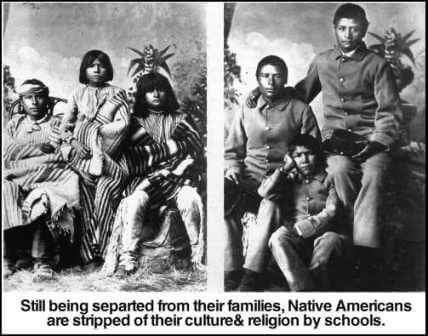 Still being separted from their families, Native Americans
are stripped of their culture& religion by schools.